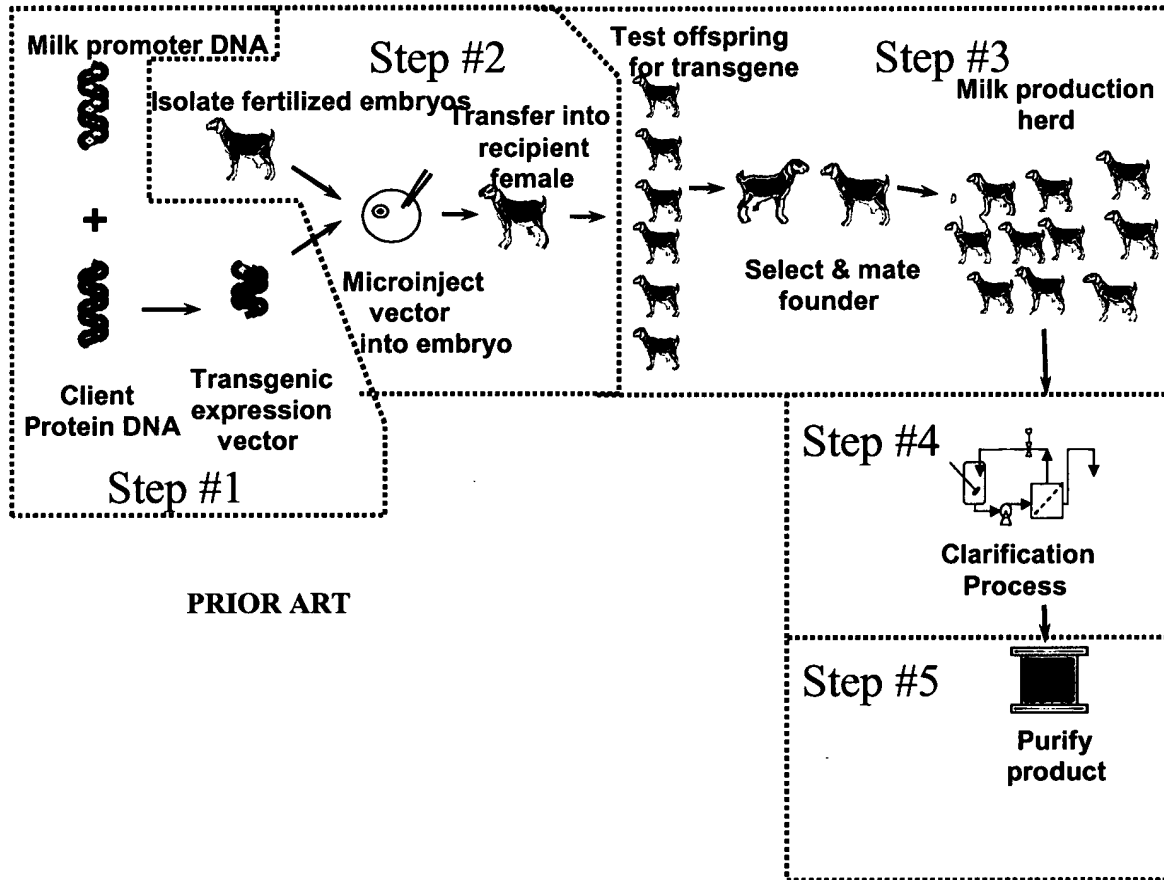 Milk promoter DNA
+
Client
Protein DNA
Transgenic
expression
vector
Step #1
Step #2
Isolate fertilized embryos
Transfer into
recipient
female
Microinject
vector
into embryo
Test offspring
for transgene
Step #3
Milk production
herd
Select & mate
founder
Step #4
Clarification
Process
Step #5
Purify
product
PRIOR ART